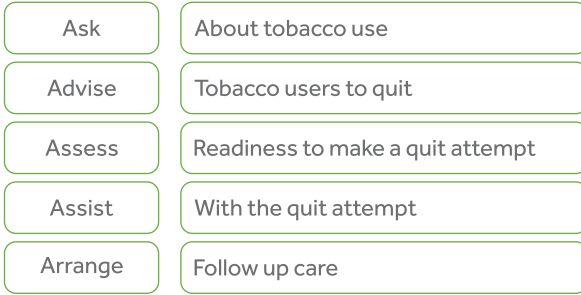 Ask About tobacco use
Advise Tobacco users to quit
Assess Readiness to make a quit attempt
Assist With the quit attempt
Arrange Follow up care